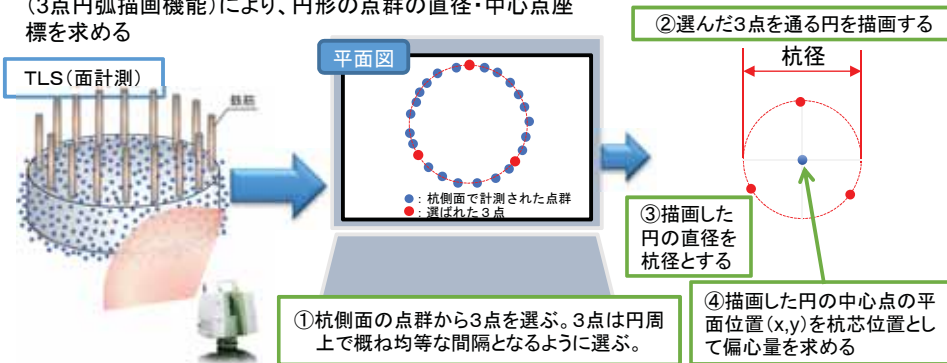 (3点円弧描画機能)により、円形の点群の直径・中心点座
標を求める
②選んだ3点を通る円を描画する
TLS(面計測)
平面図
杭径
鉄筋
●:杭側面で計測された点群
●:選ばれた3点
③描画した
円の直径を
杭径とする
①杭側面の点群から3点を選ぶ。3点は円周
上で概ね均等な間隔となるように選ぶ。
④描画した円の中心点の平
面位置(x,y)を杭芯位置とし
て偏心量を求める